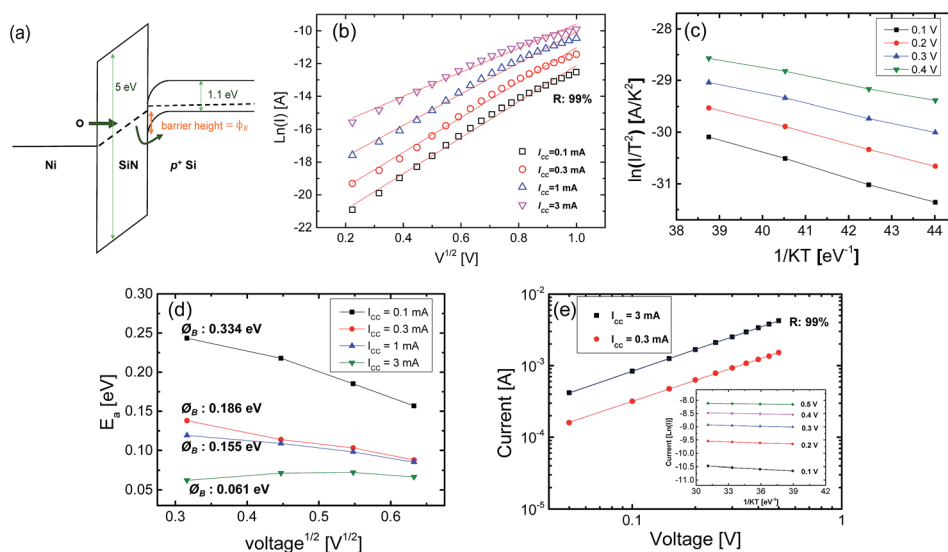 (a)
5 eV
1.1 eV
barrier height = ϕB
Ni
SiN
p+ Si
(b)
Ln(I) [A]
-10
-12
-14
-16
-18
-20
-22
R: 99%
ICC=0.1 mA
ICC=0.3 mA
ICC=1 mA
ICC=3 mA
0.2 0.4 0.6 0.8 1.0
V1/2 [V]
(c)
ln(I/T2) [A/K2]
-28
-29
-30
-31
0.1 V
0.2 V
0.3 V
0.4 V
38 39 40 41 42 43 44
1/KT [eV-1]
(d)
Ea [eV]
0.30
0.25
0.20
0.15
0.10
0.05
ICC = 0.1 mA
ICC = 0.3 mA
ICC = 1 mA
ICC = 3 mA
ØB : 0.334 eV
ØB : 0.186 eV
ØB : 0.155 eV
ØB : 0.061 eV
0.3 0.4 0.5 0.6
voltage1/2 [V1/2]
(e)
Current [A]
10-2
10-3
10-4
10-5
ICC = 3 mA
ICC = 0.3 mA
R: 99%
Current [Ln(I)]
-8.0
-8.5
-9.0
-9.5
-10.0
-10.5
-11.0
0.5 V
0.4 V
0.3 V
0.2 V
0.1 V
30 33 36 39 42
1/KT [eV-1]
0.1 1
Voltage [V]